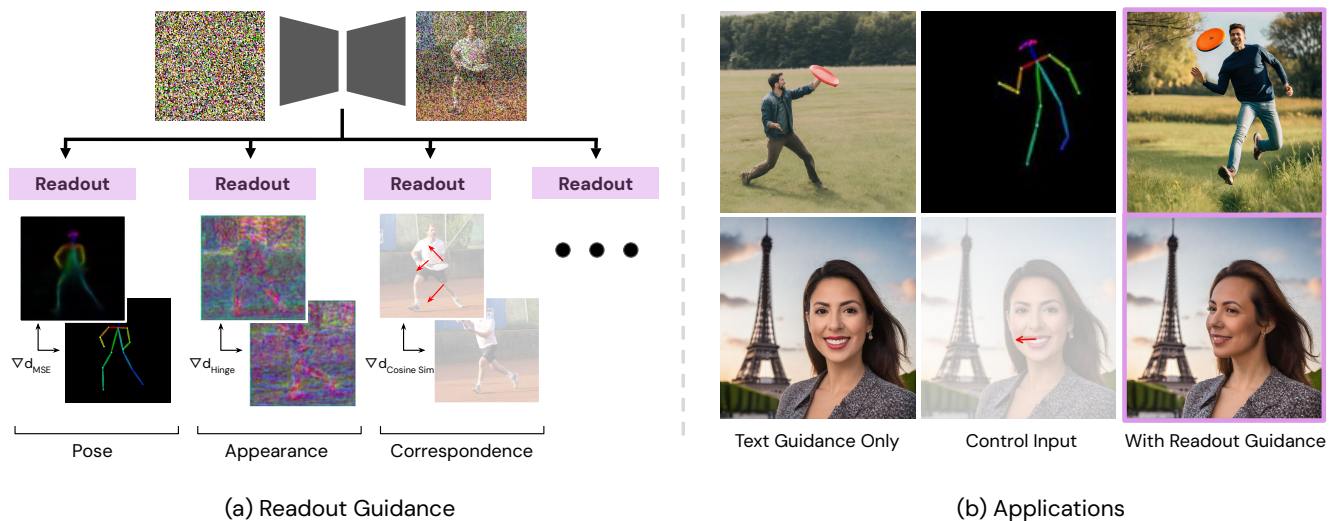 Readout
Readout
Readout
Readout
∇d_MSE
∇d_Hinge
∇d_Cosine Sim
Pose
Appearance
Correspondence
(a) Readout Guidance
Text Guidance Only
Control Input
With Readout Guidance
(b) Applications